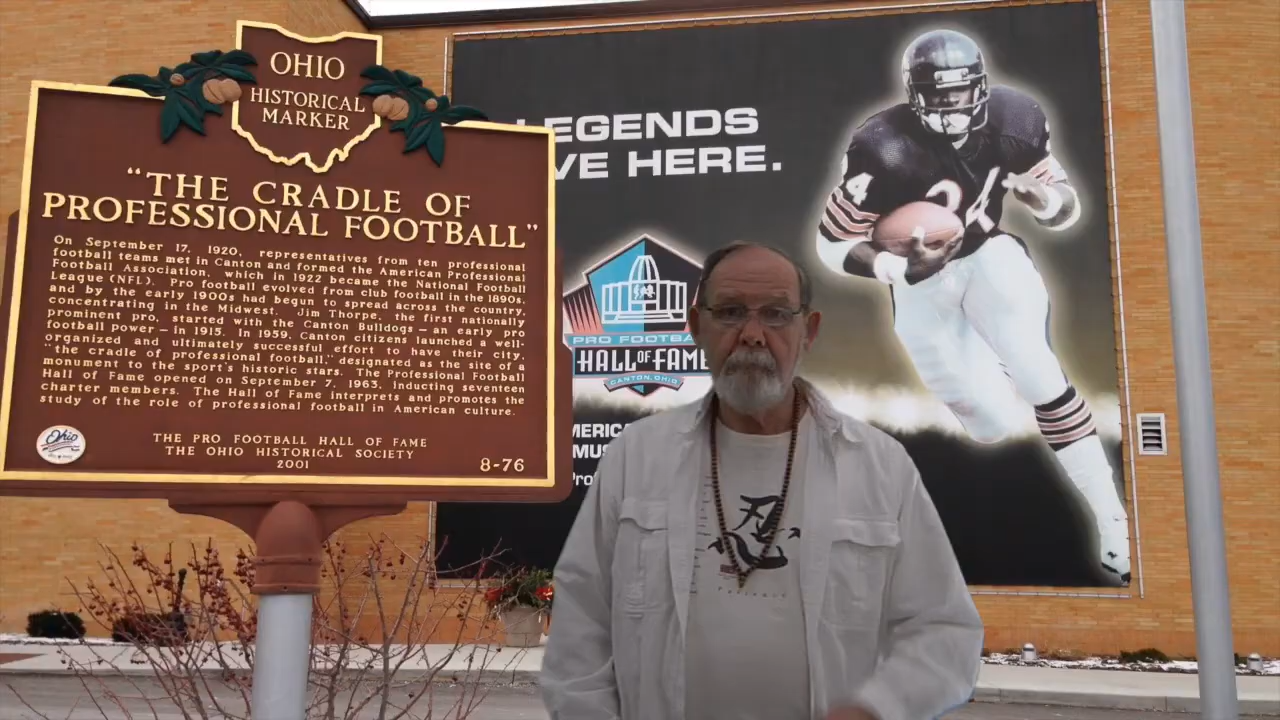 OHIO
HISTORICAL
MARKER
"THE CRADLE OF
PROFESSIONAL FOOTBALL"
On September 17, 1920, representatives from ten professional
football teams met in Canton and formed the American Professional
Football Association, which in 1922 became the National Football
League (NFL). Pro football evolved from club football in the 1890s,
and by the early 1900s had begun to spread across the country,
concentrating in the Midwest. Jim Thorpe, the first nationally
prominent pro, started with the Canton Bulldogs — an early pro
football power — in 1915. In 1959, Canton citizens launched a well-
organized and ultimately successful effort to have their city,
"the cradle of professional football," designated as the site of a
monument to the sport's historic stars. The Professional Football
Hall of Fame opened on September 7, 1963, inducting seventeen
charter members. The Hall of Fame interprets and promotes the
study of the role of professional football in American culture.
Ohio
THE PRO FOOTBALL HALL OF FAME
THE OHIO HISTORICAL SOCIETY
2001
8-76
LEGENDS
VE HERE.
34
4
PRO FOOTBA
HALL OF FAME
CANTON, OHIO
MERICA
MUS
Prof